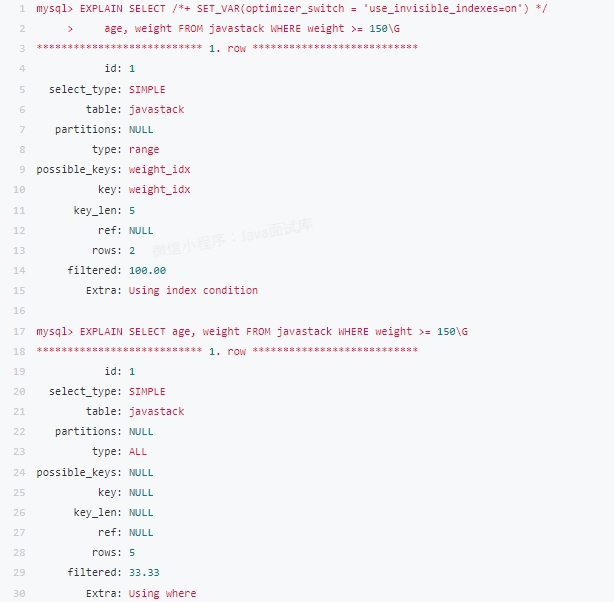 1 mysql> EXPLAIN SELECT /*+ SET_VAR(optimizer_switch = 'use_invisible_indexes=on') */
2 > age, weight FROM javastack WHERE weight >= 150\G
3 *************************** 1. row ***************************
4 id: 1
5 select_type: SIMPLE
6 table: javastack
7 partitions: NULL
8 type: range
9 possible_keys: weight_idx
10 key: weight_idx
11 key_len: 5
12 ref: NULL
微信小程序：java面试库
13 rows: 2
14 filtered: 100.00
15 Extra: Using index condition
16
17 mysql> EXPLAIN SELECT age, weight FROM javastack WHERE weight >= 150\G
18 *************************** 1. row ***************************
19 id: 1
20 select_type: SIMPLE
21 table: javastack
22 partitions: NULL
23 type: ALL
24 possible_keys: NULL
25 key: NULL
26 key_len: NULL
27 ref: NULL
28 rows: 5
29 filtered: 33.33
30 Extra: Using where